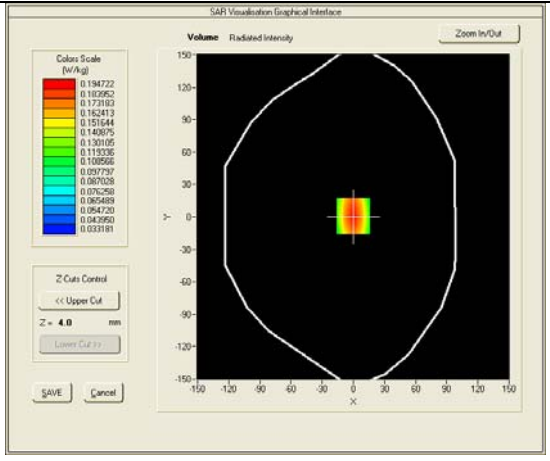 SAR Visualisation Graphical Interface
Volume Radiated Intensity
Zoom In/Out
Colors Scale
(W/kg)
0.194722
0.183952
0.173183
0.162413
0.151644
0.140875
0.130105
0.119336
0.108566
0.097797
0.087028
0.076258
0.065489
0.054720
0.043950
0.033181
150
120
90
60
30
0
-30
-60
-90
-120
-150
Y
-150 -120 -90 -60 -30 0 30 60 90 120 150
X
Z Cuts Control
<< Upper Cut
Z = 4.0 mm
Lower Cut >>
SAVE Cancel